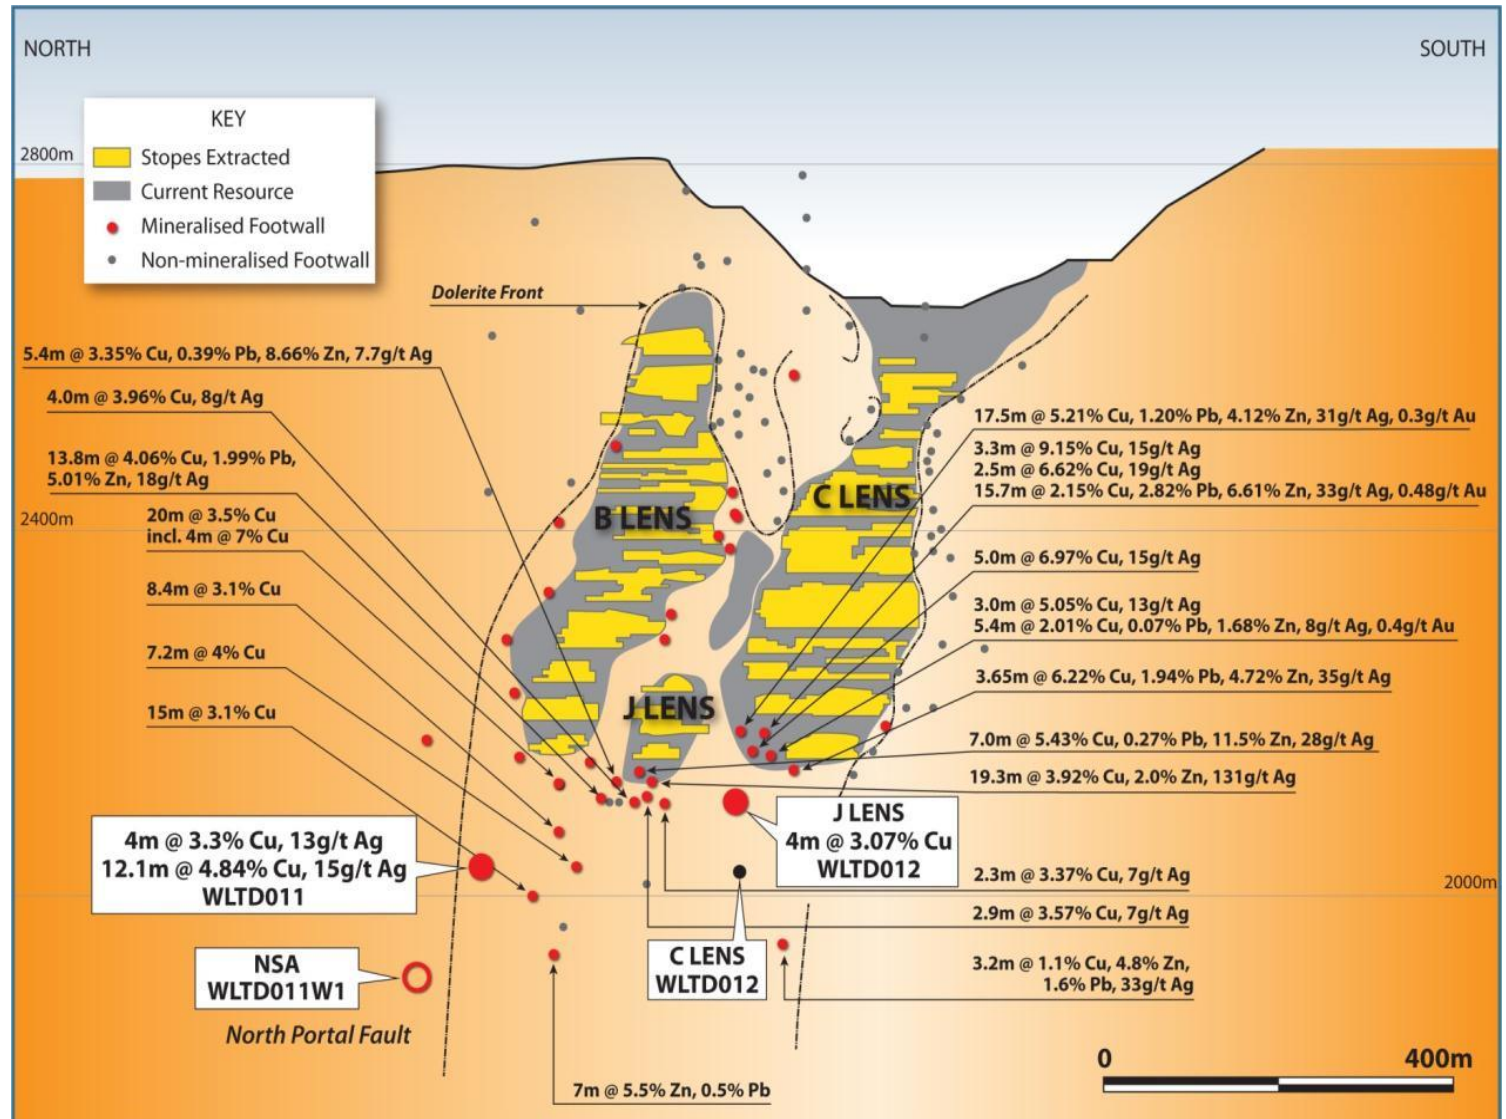 NORTH
SOUTH
KEY
Stopes Extracted
Current Resource
Mineralised Footwall
Non-mineralised Footwall
2800m
Dolerite Front
5.4m @ 3.35% Cu, 0.39% Pb, 8.66% Zn, 7.7g/t Ag
4.0m @ 3.96% Cu, 8g/t Ag
13.8m @ 4.06% Cu, 1.99% Pb,
5.01% Zn, 18g/t Ag
20m @ 3.5% Cu
incl. 4m @ 7% Cu
8.4m @ 3.1% Cu
7.2m @ 4% Cu
15m @ 3.1% Cu
2400m
B LENS
C LENS
J LENS
17.5m @ 5.21% Cu, 1.20% Pb, 4.12% Zn, 31g/t Ag, 0.3g/t Au
3.3m @ 9.15% Cu, 15g/t Ag
2.5m @ 6.62% Cu, 19g/t Ag
15.7m @ 2.15% Cu, 2.82% Pb, 6.61% Zn, 33g/t Ag, 0.48g/t Au
5.0m @ 6.97% Cu, 15g/t Ag
3.0m @ 5.05% Cu, 13g/t Ag
5.4m @ 2.01% Cu, 0.07% Pb, 1.68% Zn, 8g/t Ag, 0.4g/t Au
3.65m @ 6.22% Cu, 1.94% Pb, 4.72% Zn, 35g/t Ag
7.0m @ 5.43% Cu, 0.27% Pb, 11.5% Zn, 28g/t Ag
19.3m @ 3.92% Cu, 2.0% Zn, 131g/t Ag
4m @ 3.3% Cu, 13g/t Ag
12.1m @ 4.84% Cu, 15g/t Ag
WLTD011
J LENS
4m @ 3.07% Cu
WLTD012
2.3m @ 3.37% Cu, 7g/t Ag
2000m
2.9m @ 3.57% Cu, 7g/t Ag
NSA
WLTD011W1
C LENS
WLTD012
3.2m @ 1.1% Cu, 4.8% Zn,
1.6% Pb, 33g/t Ag
North Portal Fault
7m @ 5.5% Zn, 0.5% Pb
0
400m